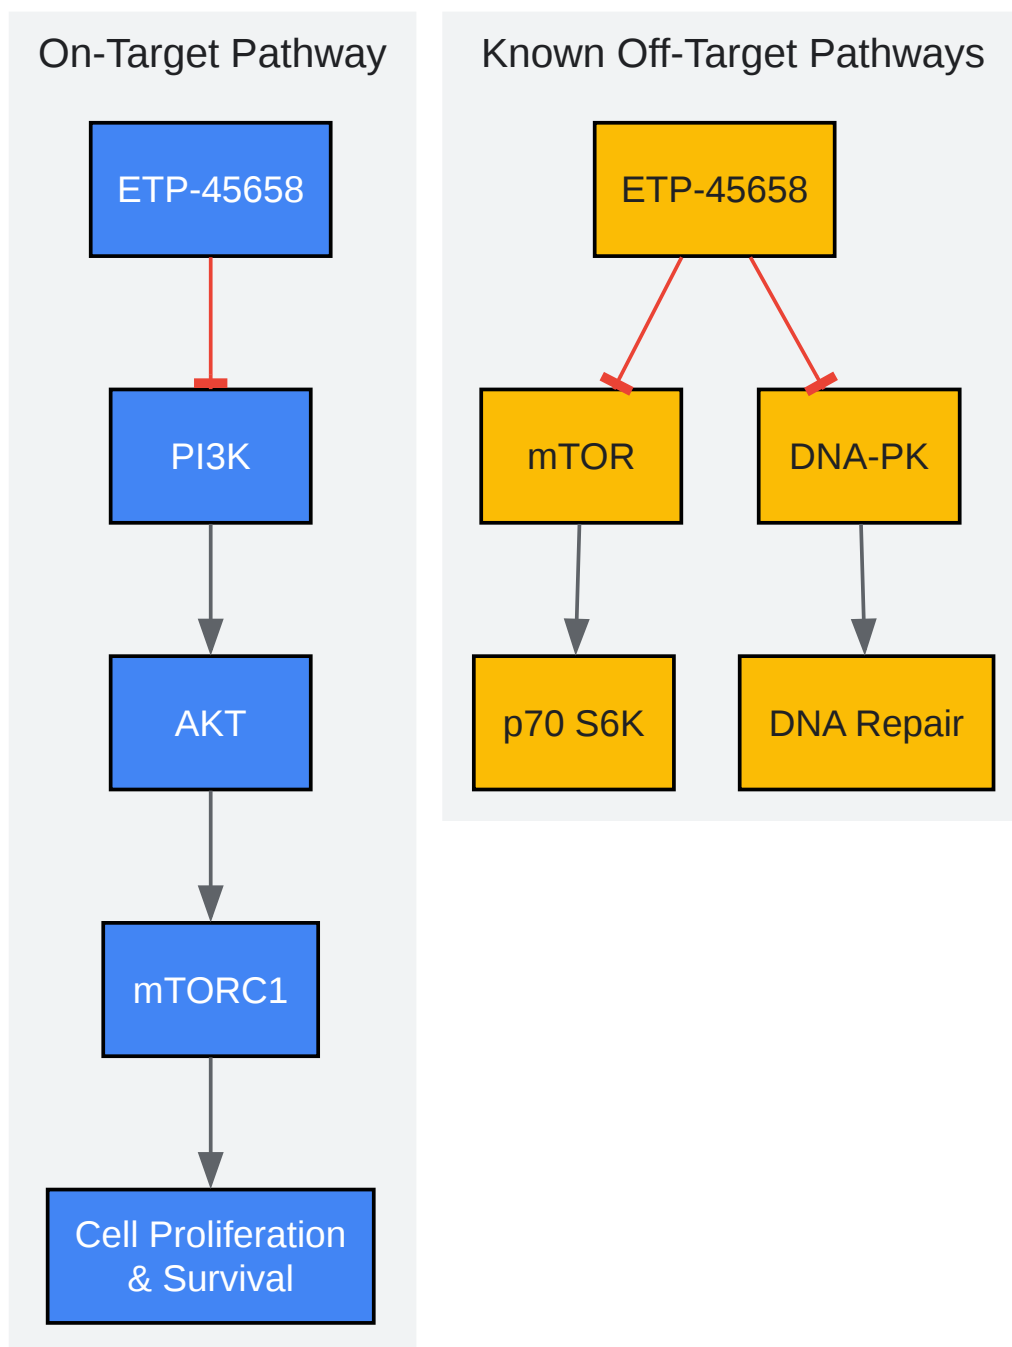 On-Target Pathway
ETP-45658
PI3K
AKT
mTORC1
Cell Proliferation
& Survival
Known Off-Target Pathways
ETP-45658
mTOR
DNA-PK
p70 S6K
DNA Repair